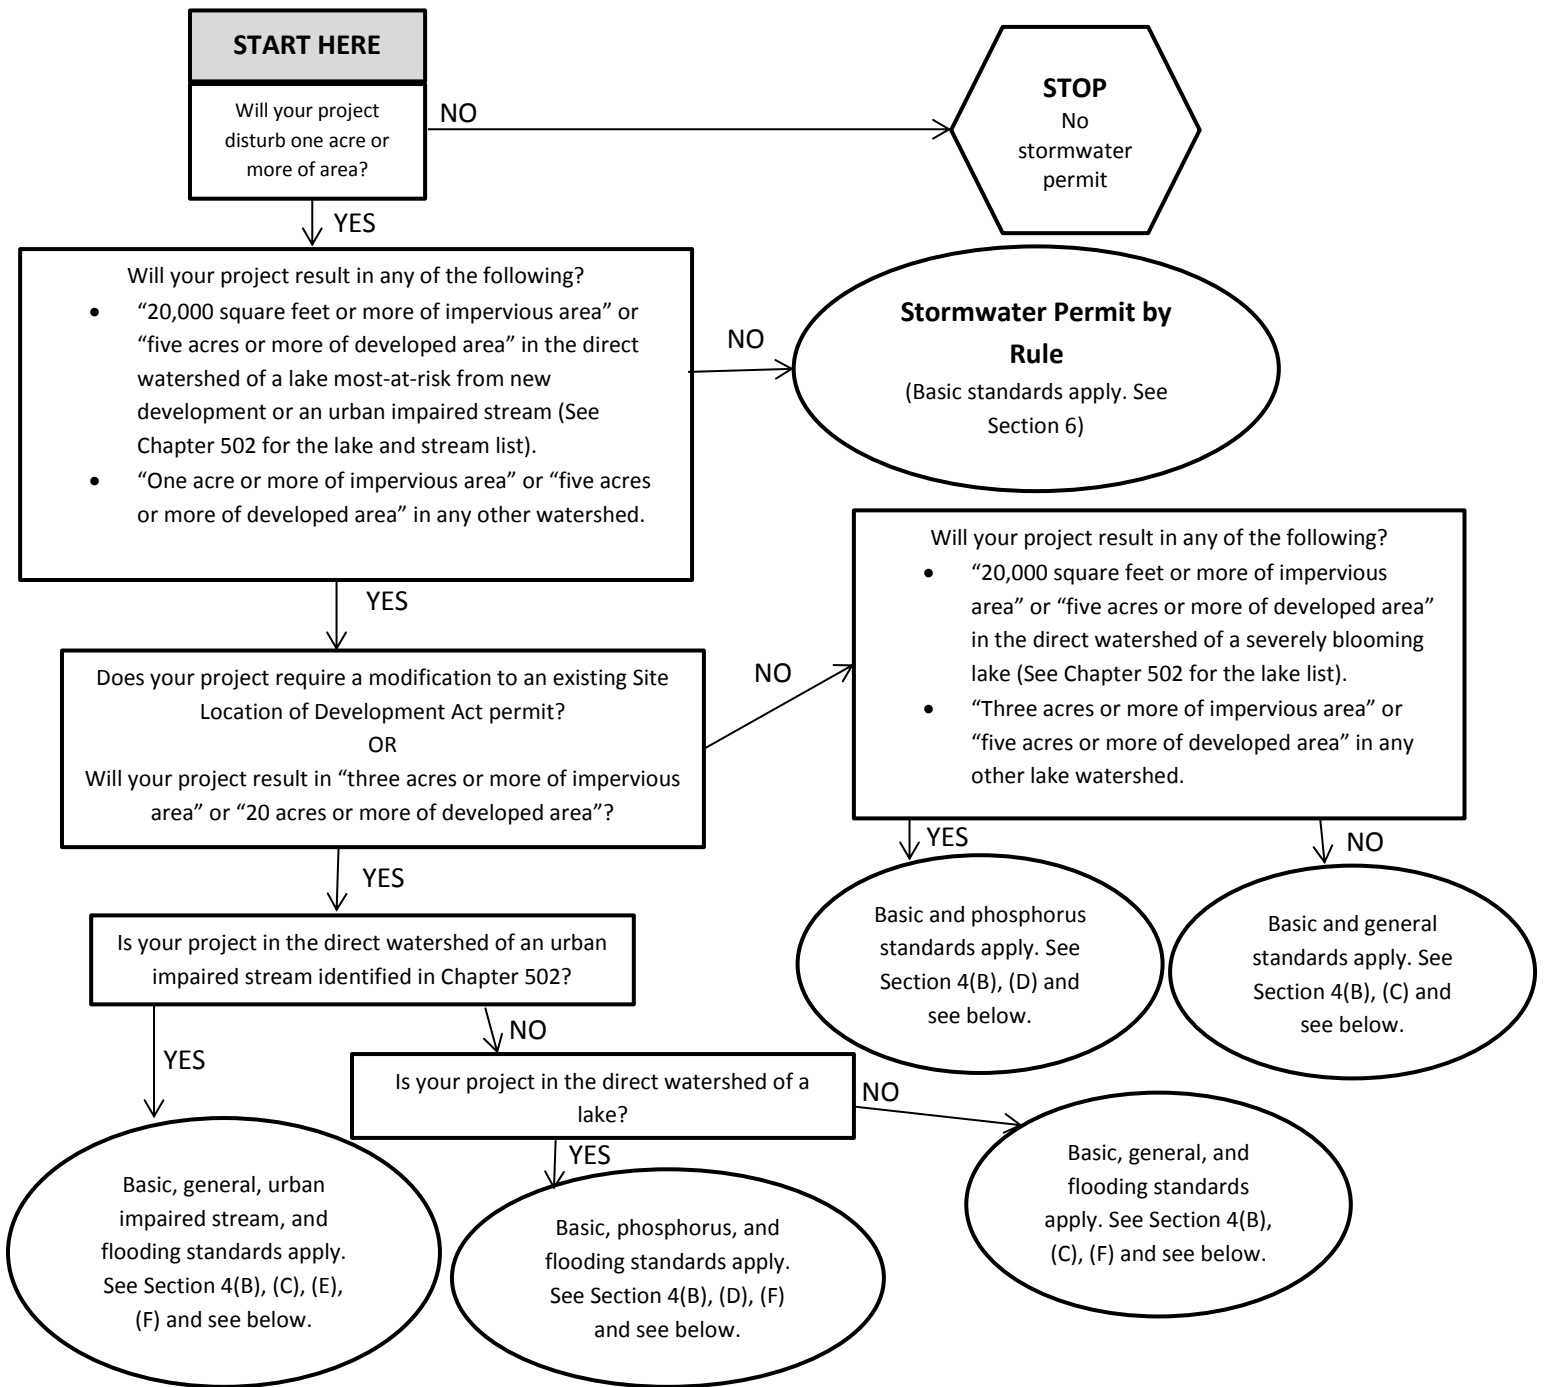 START HERE
Will your project
disturb one acre or
more of area?
NO
STOP
No
stormwater
permit
YES
Will your project result in any of the following?
• “20,000 square feet or more of impervious area” or
“five acres or more of developed area” in the direct
watershed of a lake most-at-risk from new
development or an urban impaired stream (See
Chapter 502 for the lake and stream list).
• “One acre or more of impervious area” or “five acres
or more of developed area” in any other watershed.
NO
Stormwater Permit by
Rule
(Basic standards apply. See
Section 6)
YES
Does your project require a modification to an existing Site
Location of Development Act permit?
OR
Will your project result in “three acres or more of impervious
area” or “20 acres or more of developed area”?
NO
Will your project result in any of the following?
• “20,000 square feet or more of impervious
area” or “five acres or more of developed area”
in the direct watershed of a severely blooming
lake (See Chapter 502 for the lake list).
• “Three acres or more of impervious area” or
“five acres or more of developed area” in any
other lake watershed.
YES
Basic and phosphorus
standards apply. See
Section 4(B), (D) and
see below.
NO
Basic and general
standards apply. See
Section 4(B), (C) and
see below.
YES
Is your project in the direct watershed of an urban
impaired stream identified in Chapter 502?
YES
Basic, general, urban
impaired stream, and
flooding standards apply.
See Section 4(B), (C), (E),
(F) and see below.
NO
Is your project in the direct watershed of a
lake?
YES
Basic, phosphorus, and
flooding standards apply.
See Section 4(B), (D), (F)
and see below.
NO
Basic, general, and
flooding standards
apply. See Section 4(B),
(C), (F) and see below.